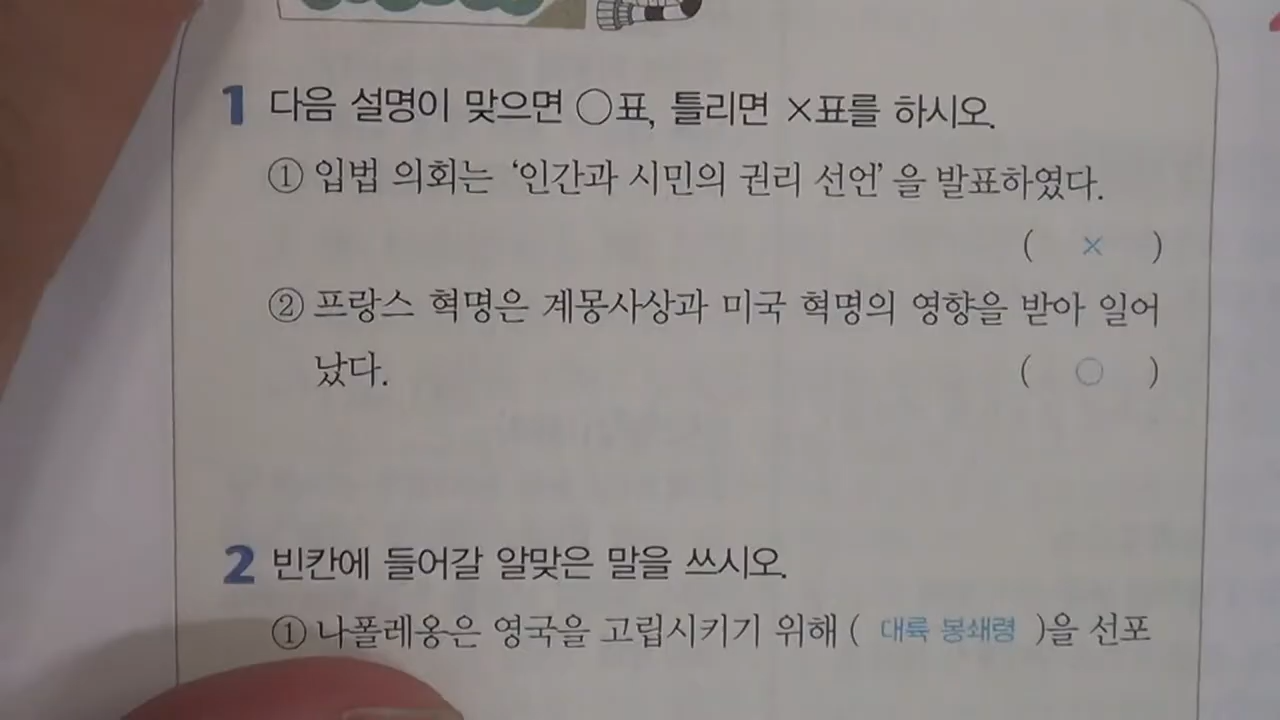 1 다음 설명이 맞으면 ○표, 틀리면 ×표를 하시오.
① 입법 의회는 ‘인간과 시민의 권리 선언’을 발표하였다.
( × )
② 프랑스 혁명은 계몽사상과 미국 혁명의 영향을 받아 일어
났다. ( ○ )
2 빈칸에 들어갈 알맞은 말을 쓰시오.
① 나폴레옹은 영국을 고립시키기 위해 ( 대륙 봉쇄령 )을 선포